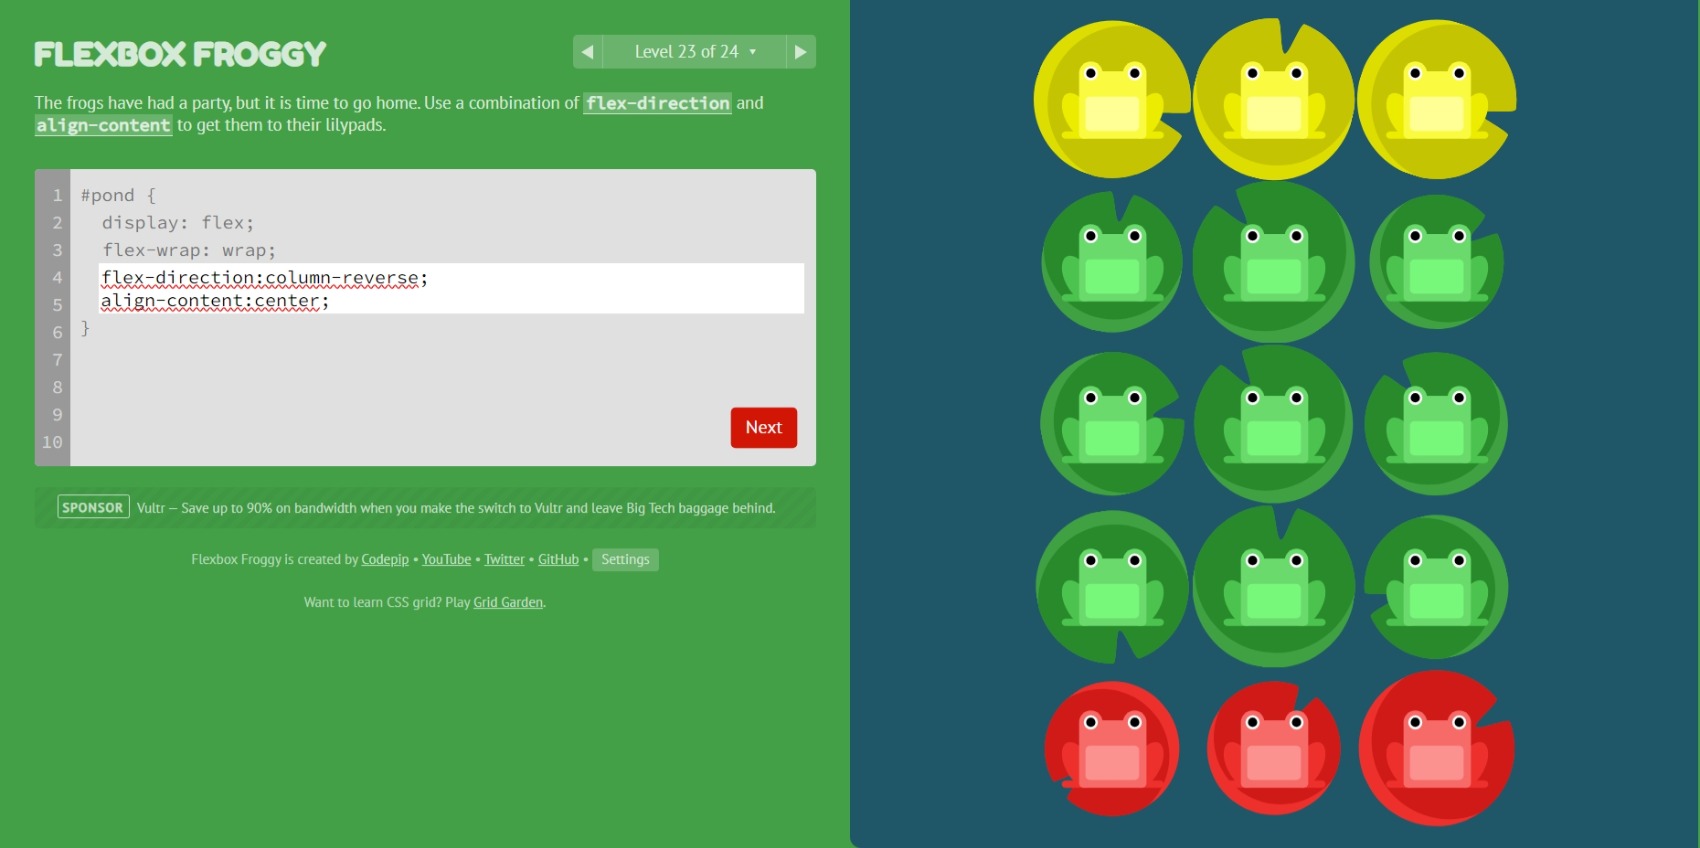 FLEXBOX FROGGY
◀ Level 23 of 24 ▾ ▶
The frogs have had a party, but it is time to go home. Use a combination of flex-direction and
align-content to get them to their lilypads.
1 #pond {
2 display: flex;
3 flex-wrap: wrap;
4 flex-direction:column-reverse;
5 align-content:center;
6 }
7
8
9
10
Next
SPONSOR Vultr — Save up to 90% on bandwidth when you make the switch to Vultr and leave Big Tech baggage behind.
Flexbox Froggy is created by Codepip • YouTube • Twitter • GitHub • Settings
Want to learn CSS grid? Play Grid Garden.